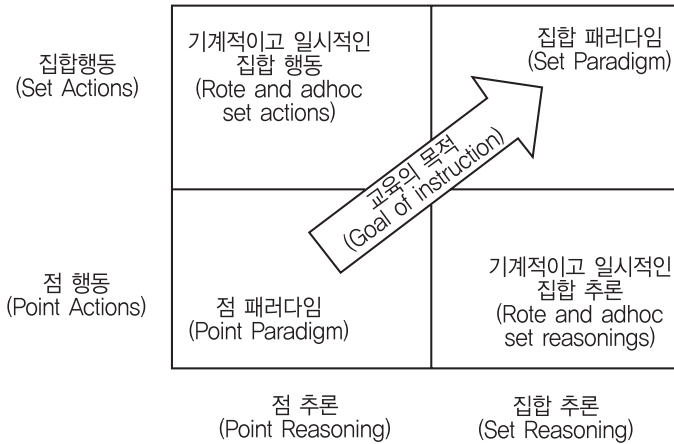 집합행동
(Set Actions)
기계적이고 일시적인
집합 행동
(Rote and adhoc
set actions)
집합 패러다임
(Set Paradigm)
교육의 목적
(Goal of instruction)
점 행동
(Point Actions)
점 패러다임
(Point Paradigm)
기계적이고 일시적인
집합 추론
(Rote and adhoc
set reasonings)
점 추론
(Point Reasoning)
집합 추론
(Set Reasoning)